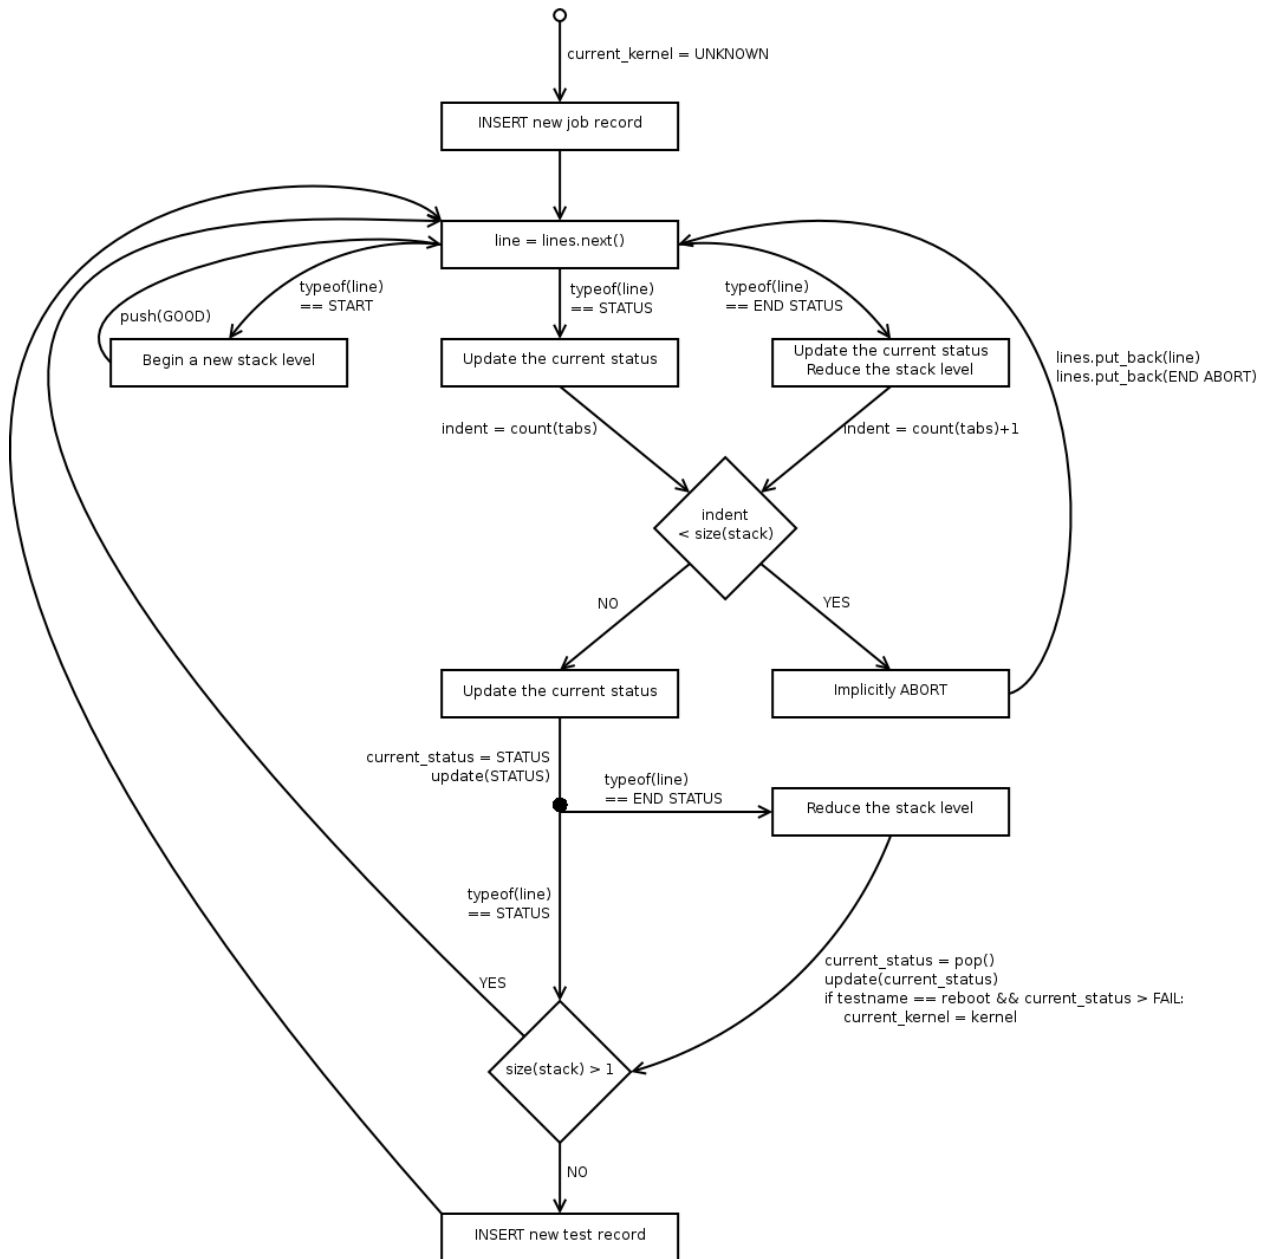 current_kernel = UNKNOWN
INSERT new job record
line = lines.next()
typeof(line)
== START
typeof(line)
== STATUS
typeof(line)
== END STATUS
push(GOOD)
Begin a new stack level
Update the current status
Update the current status
Reduce the stack level
lines.put_back(line)
lines.put_back(END ABORT)
indent = count(tabs)
indent = count(tabs)+1
indent
< size(stack)
NO
YES
Update the current status
Implicitly ABORT
current_status = STATUS
update(STATUS)
typeof(line)
== END STATUS
Reduce the stack level
typeof(line)
== STATUS
current_status = pop()
update(current_status)
if testname == reboot && current_status > FAIL:
current_kernel = kernel
YES
size(stack) > 1
NO
INSERT new test record